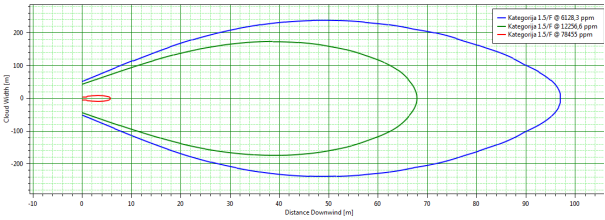 Kategorija 1.5/F @ 6128,3 ppm
Kategorija 1.5/F @ 12256,6 ppm
Kategorija 1.5/F @ 78455 ppm
Cloud Width [m]
200
100
0
-100
-200
-10 0 10 20 30 40 50 60 70 80 90 100
Distance Downwind [m]